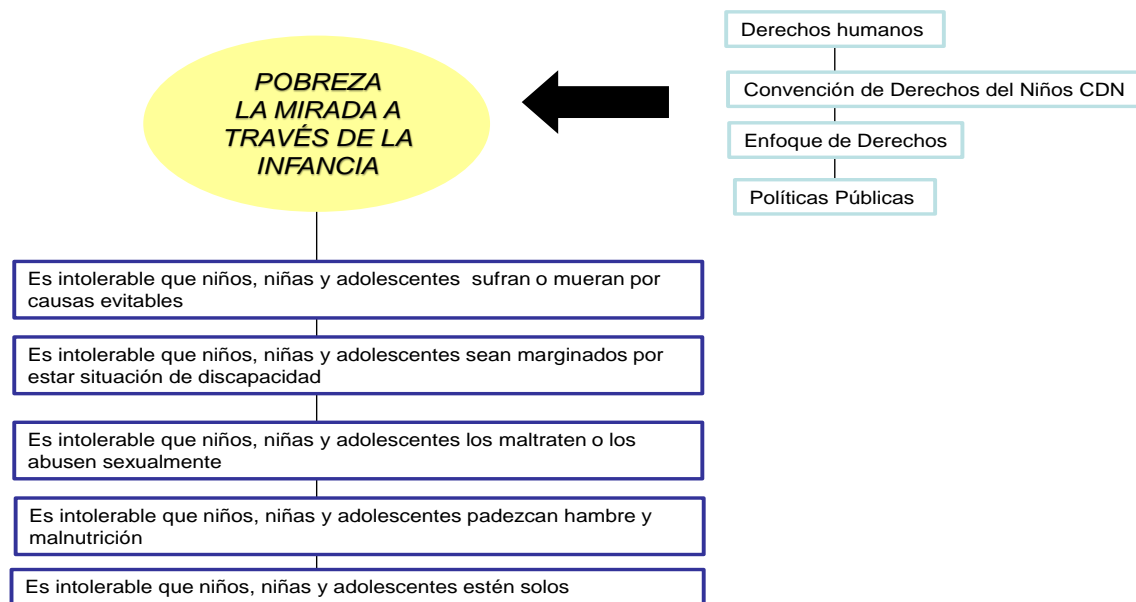 POBREZA
LA MIRADA A
TRAVÉS DE LA
INFANCIA
Derechos humanos
Convención de Derechos del Niños CDN
Enfoque de Derechos
Políticas Públicas
Es intolerable que niños, niñas y adolescentes sufran o mueran por
causas evitables
Es intolerable que niños, niñas y adolescentes sean marginados por
estar situación de discapacidad
Es intolerable que niños, niñas y adolescentes los maltraten o los
abusen sexualmente
Es intolerable que niños, niñas y adolescentes padezcan hambre y
malnutrición
Es intolerable que niños, niñas y adolescentes estén solos